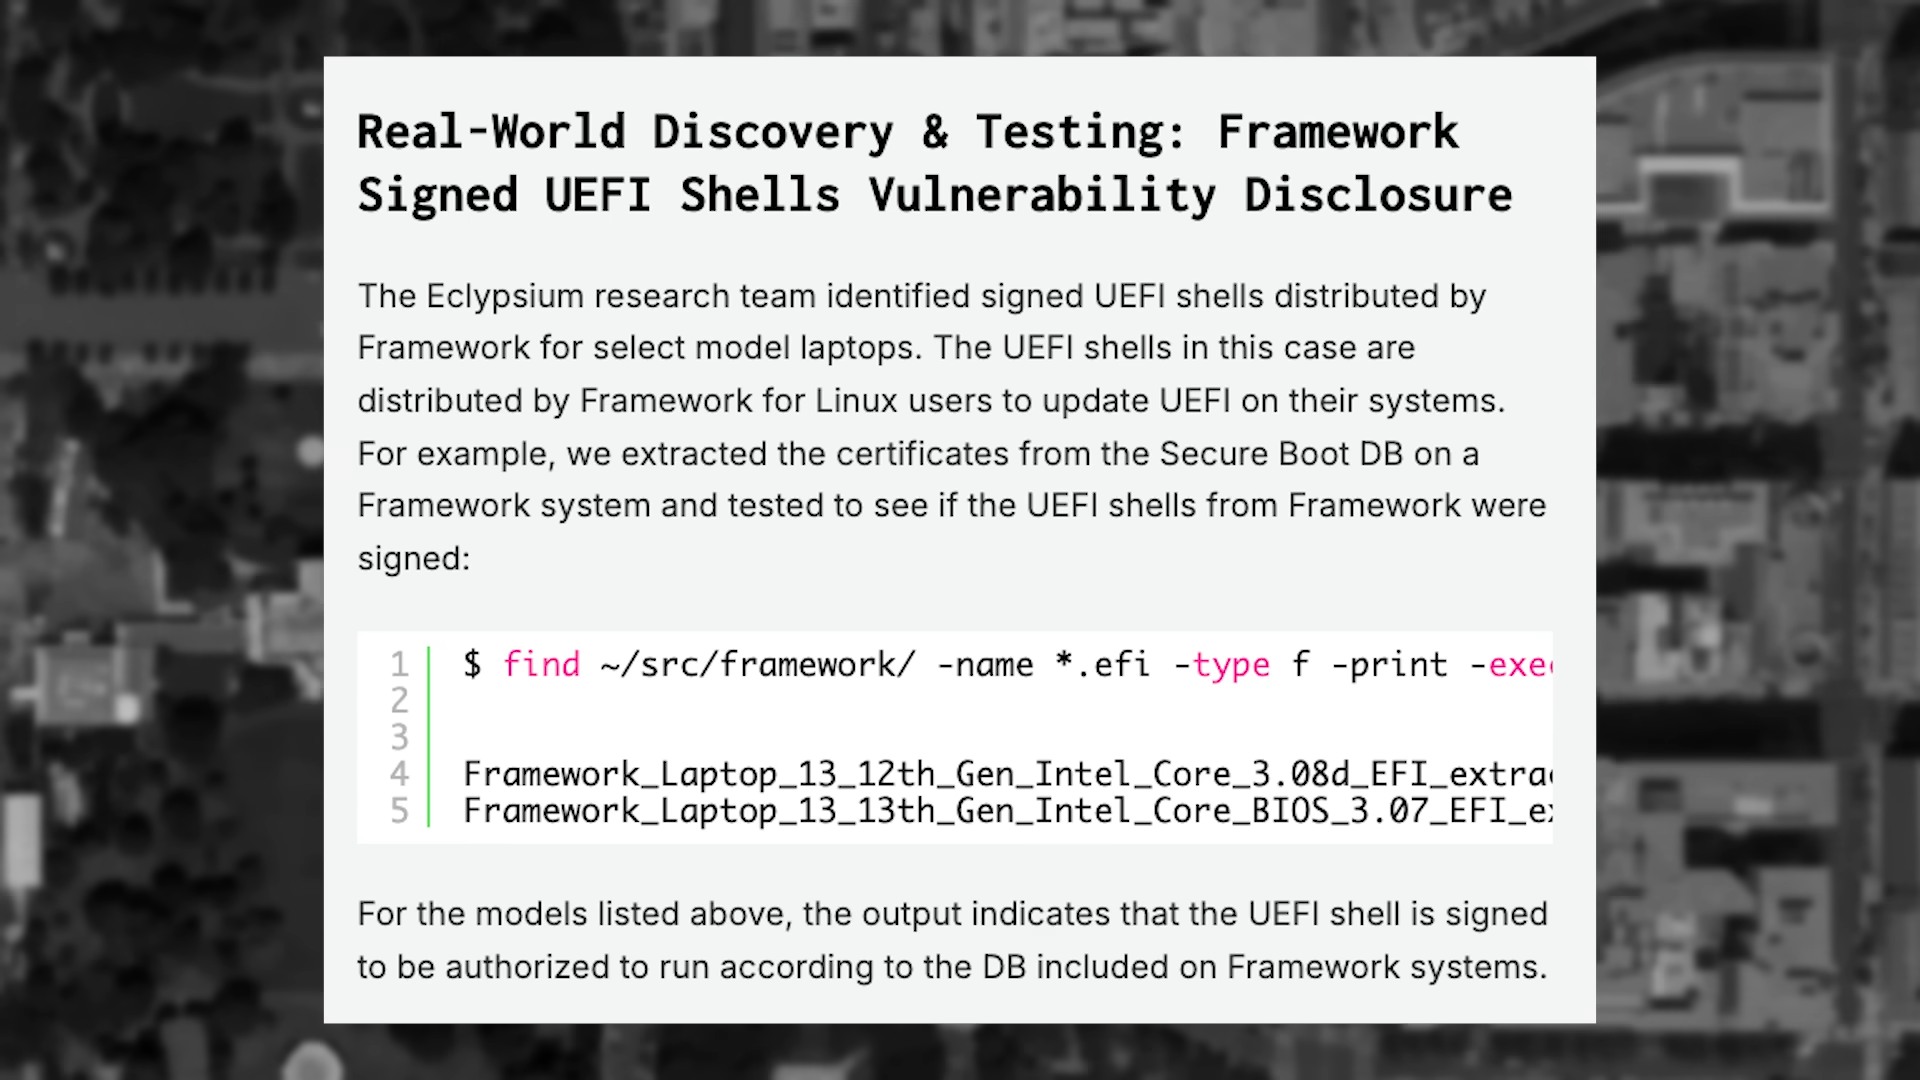 Real-World Discovery & Testing: Framework
Signed UEFI Shells Vulnerability Disclosure
The Eclypsium research team identified signed UEFI shells distributed by
Framework for select model laptops. The UEFI shells in this case are
distributed by Framework for Linux users to update UEFI on their systems.
For example, we extracted the certificates from the Secure Boot DB on a
Framework system and tested to see if the UEFI shells from Framework were
signed:
1 $ find ~/src/framework/ -name *.efi -type f -print -exe
2
3
4 Framework_Laptop_13_12th_Gen_Intel_Core_3.08d_EFI_extra
5 Framework_Laptop_13_13th_Gen_Intel_Core_BIOS_3.07_EFI_e
For the models listed above, the output indicates that the UEFI shell is signed
to be authorized to run according to the DB included on Framework systems.